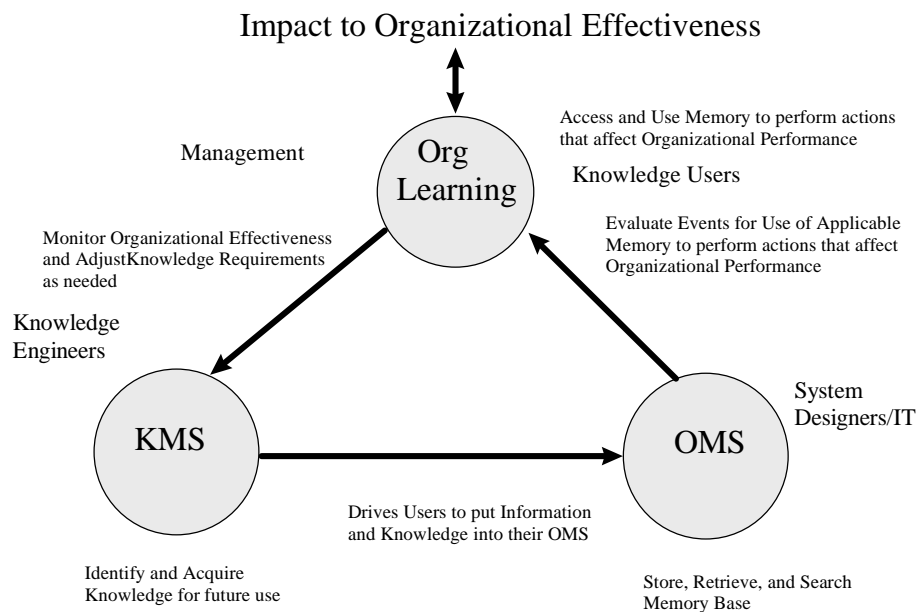 Impact to Organizational Effectiveness
Access and Use Memory to perform actions
that affect Organizational Performance
Management
Org
Learning
Knowledge Users
Evaluate Events for Use of Applicable
Memory to perform actions that affect
Organizational Performance
Monitor Organizational Effectiveness
and AdjustKnowledge Requirements
as needed
Knowledge
Engineers
System
Designers/IT
KMS
OMS
Drives Users to put Information
and Knowledge into their OMS
Identify and Acquire
Knowledge for future use
Store, Retrieve, and Search
Memory Base